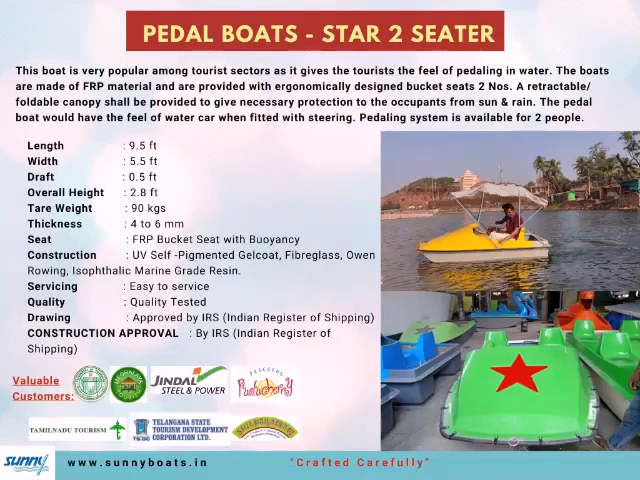 PEDAL BOATS - STAR 2 SEATER
This boat is very popular among tourist sectors as it gives the tourists the feel of pedaling in water. The boats
are made of FRP material and are provided with ergonomically designed bucket seats 2 Nos. A retractable/
foldable canopy shall be provided to give necessary protection to the occupants from sun & rain. The pedal
boat would have the feel of water car when fitted with steering. Pedaling system is available for 2 people.
Length : 9.5 ft
Width : 5.5 ft
Draft : 0.5 ft
Overall Height : 2.8 ft
Tare Weight : 90 kgs
Thickness : 4 to 6 mm
Seat : FRP Bucket Seat with Buoyancy
Construction : UV Self -Pigmented Gelcoat, Fibreglass, Owen
Rowing, Isophthalic Marine Grade Resin.
Servicing : Easy to service
Quality : Quality Tested
Drawing : Approved by IRS (Indian Register of Shipping)
CONSTRUCTION APPROVAL : By IRS (Indian Register of
Shipping)
Valuable
Customers:
JINDAL
STEEL & POWER
PEACEFUL
Puducherry
TAMILNADU TOURISM
TSTDC
TELANGANA STATE
TOURISM DEVELOPMENT
CORPORATION LTD.
SHILPARAMAM
sunny
www.sunnyboats.in
"Crafted Carefully"